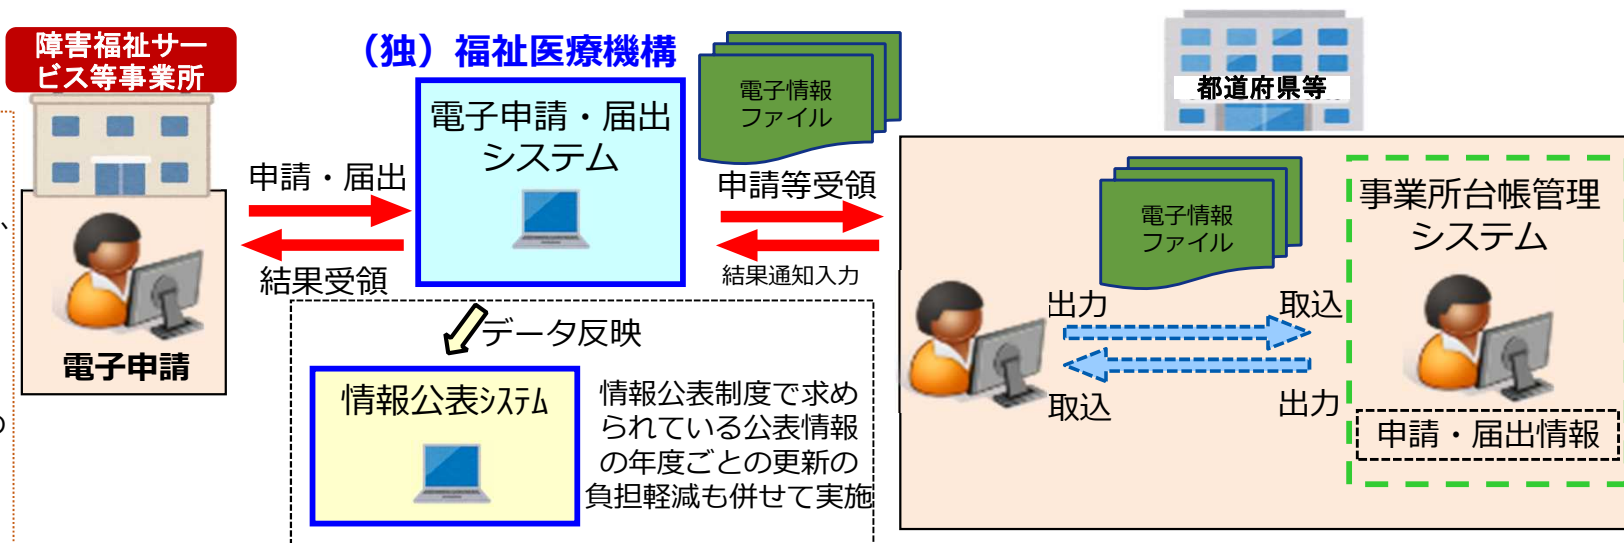 障害福祉サー
ビス等事業所
電子申請
、
の
申請・届出
結果受領
（独）福祉医療機構
電子申請・届出
システム
データ反映
情報公表システム
情報公表制度で求め
られている公表情報
の年度ごとの更新の
負担軽減も併せて実施
電子情報
ファイル
申請等受領
結果通知入力
都道府県等
電子情報
ファイル
出力
取込
取込
出力
事業所台帳管理
システム
申請・届出情報